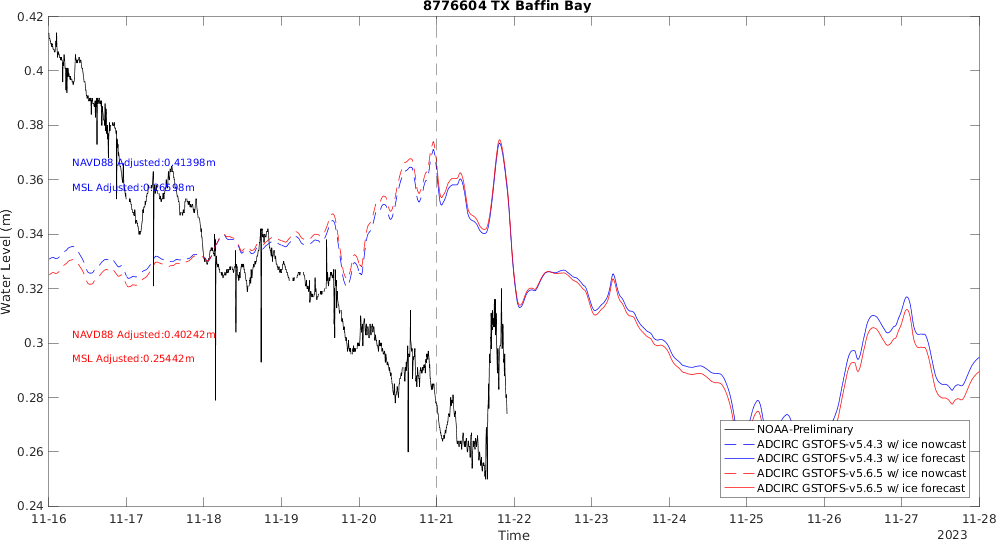 8776604 TX Baffin Bay
0.42
0.4
0.38
0.36
0.34
0.32
0.3
0.28
0.26
0.24
Water Level (m)
NAVD88 Adjusted:0.41398m
MSL Adjusted:0.26598m
NAVD88 Adjusted:0.40242m
MSL Adjusted:0.25442m
NOAA-Preliminary
ADCIRC GSTOFS-v5.4.3 w/ ice nowcast
ADCIRC GSTOFS-v5.4.3 w/ ice forecast
ADCIRC GSTOFS-v5.6.5 w/ ice nowcast
ADCIRC GSTOFS-v5.6.5 w/ ice forecast
11-16 11-17 11-18 11-19 11-20 11-21 11-22 11-23 11-24 11-25 11-26 11-27 11-28
Time
2023